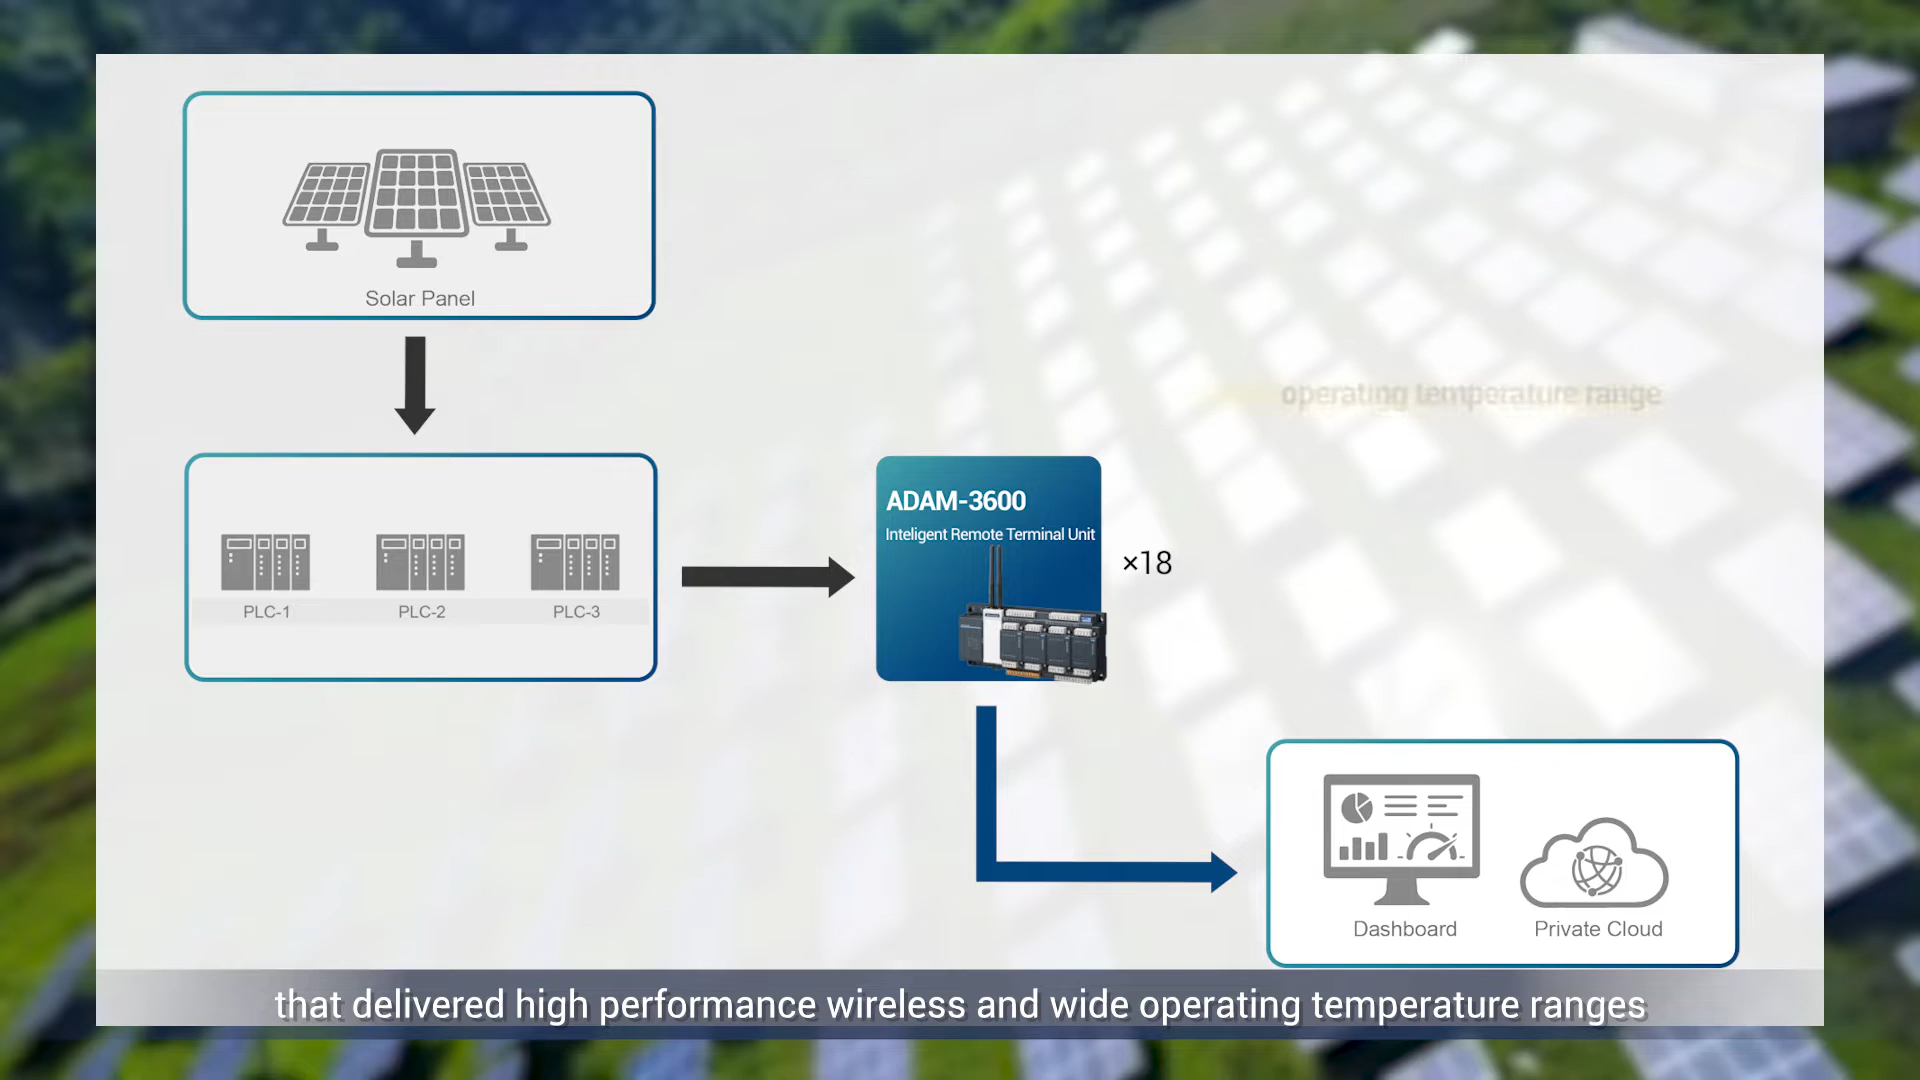 Solar Panel
operating temperature range
PLC-1
PLC-2
PLC-3
ADAM-3600
Inteligent Remote Terminal Unit
×18
Dashboard
Private Cloud
that delivered high performance wireless and wide operating temperature ranges